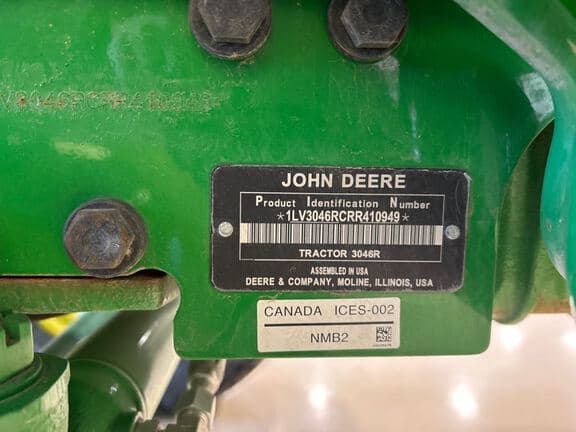 JOHN DEERE
Product Identification Number
*1LV3046RCRR410949*
TRACTOR 3046R
ASSEMBLED IN USA
DEERE & COMPANY, MOLINE, ILLINOIS, USA
CANADA ICES-002
NMB2